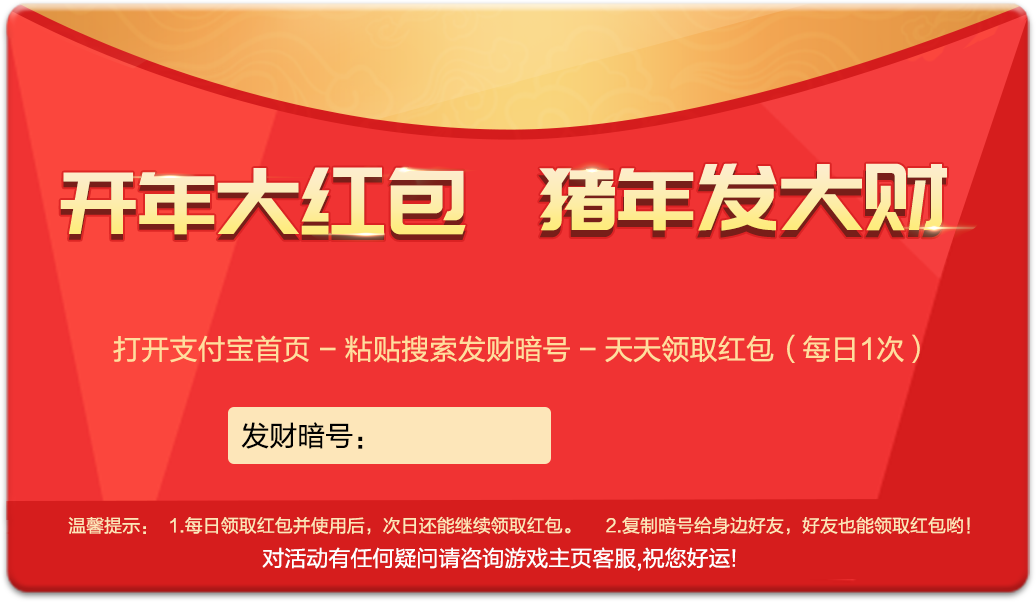 开年大红包 猪年发大财
打开支付宝首页 – 粘贴搜索发财暗号 – 天天领取红包（每日1次）
发财暗号：
温馨提示： 1.每日领取红包并使用后，次日还能继续领取红包。 2.复制暗号给身边好友，好友也能领取红包哟！
对活动有任何疑问请咨询游戏主页客服,祝您好运!